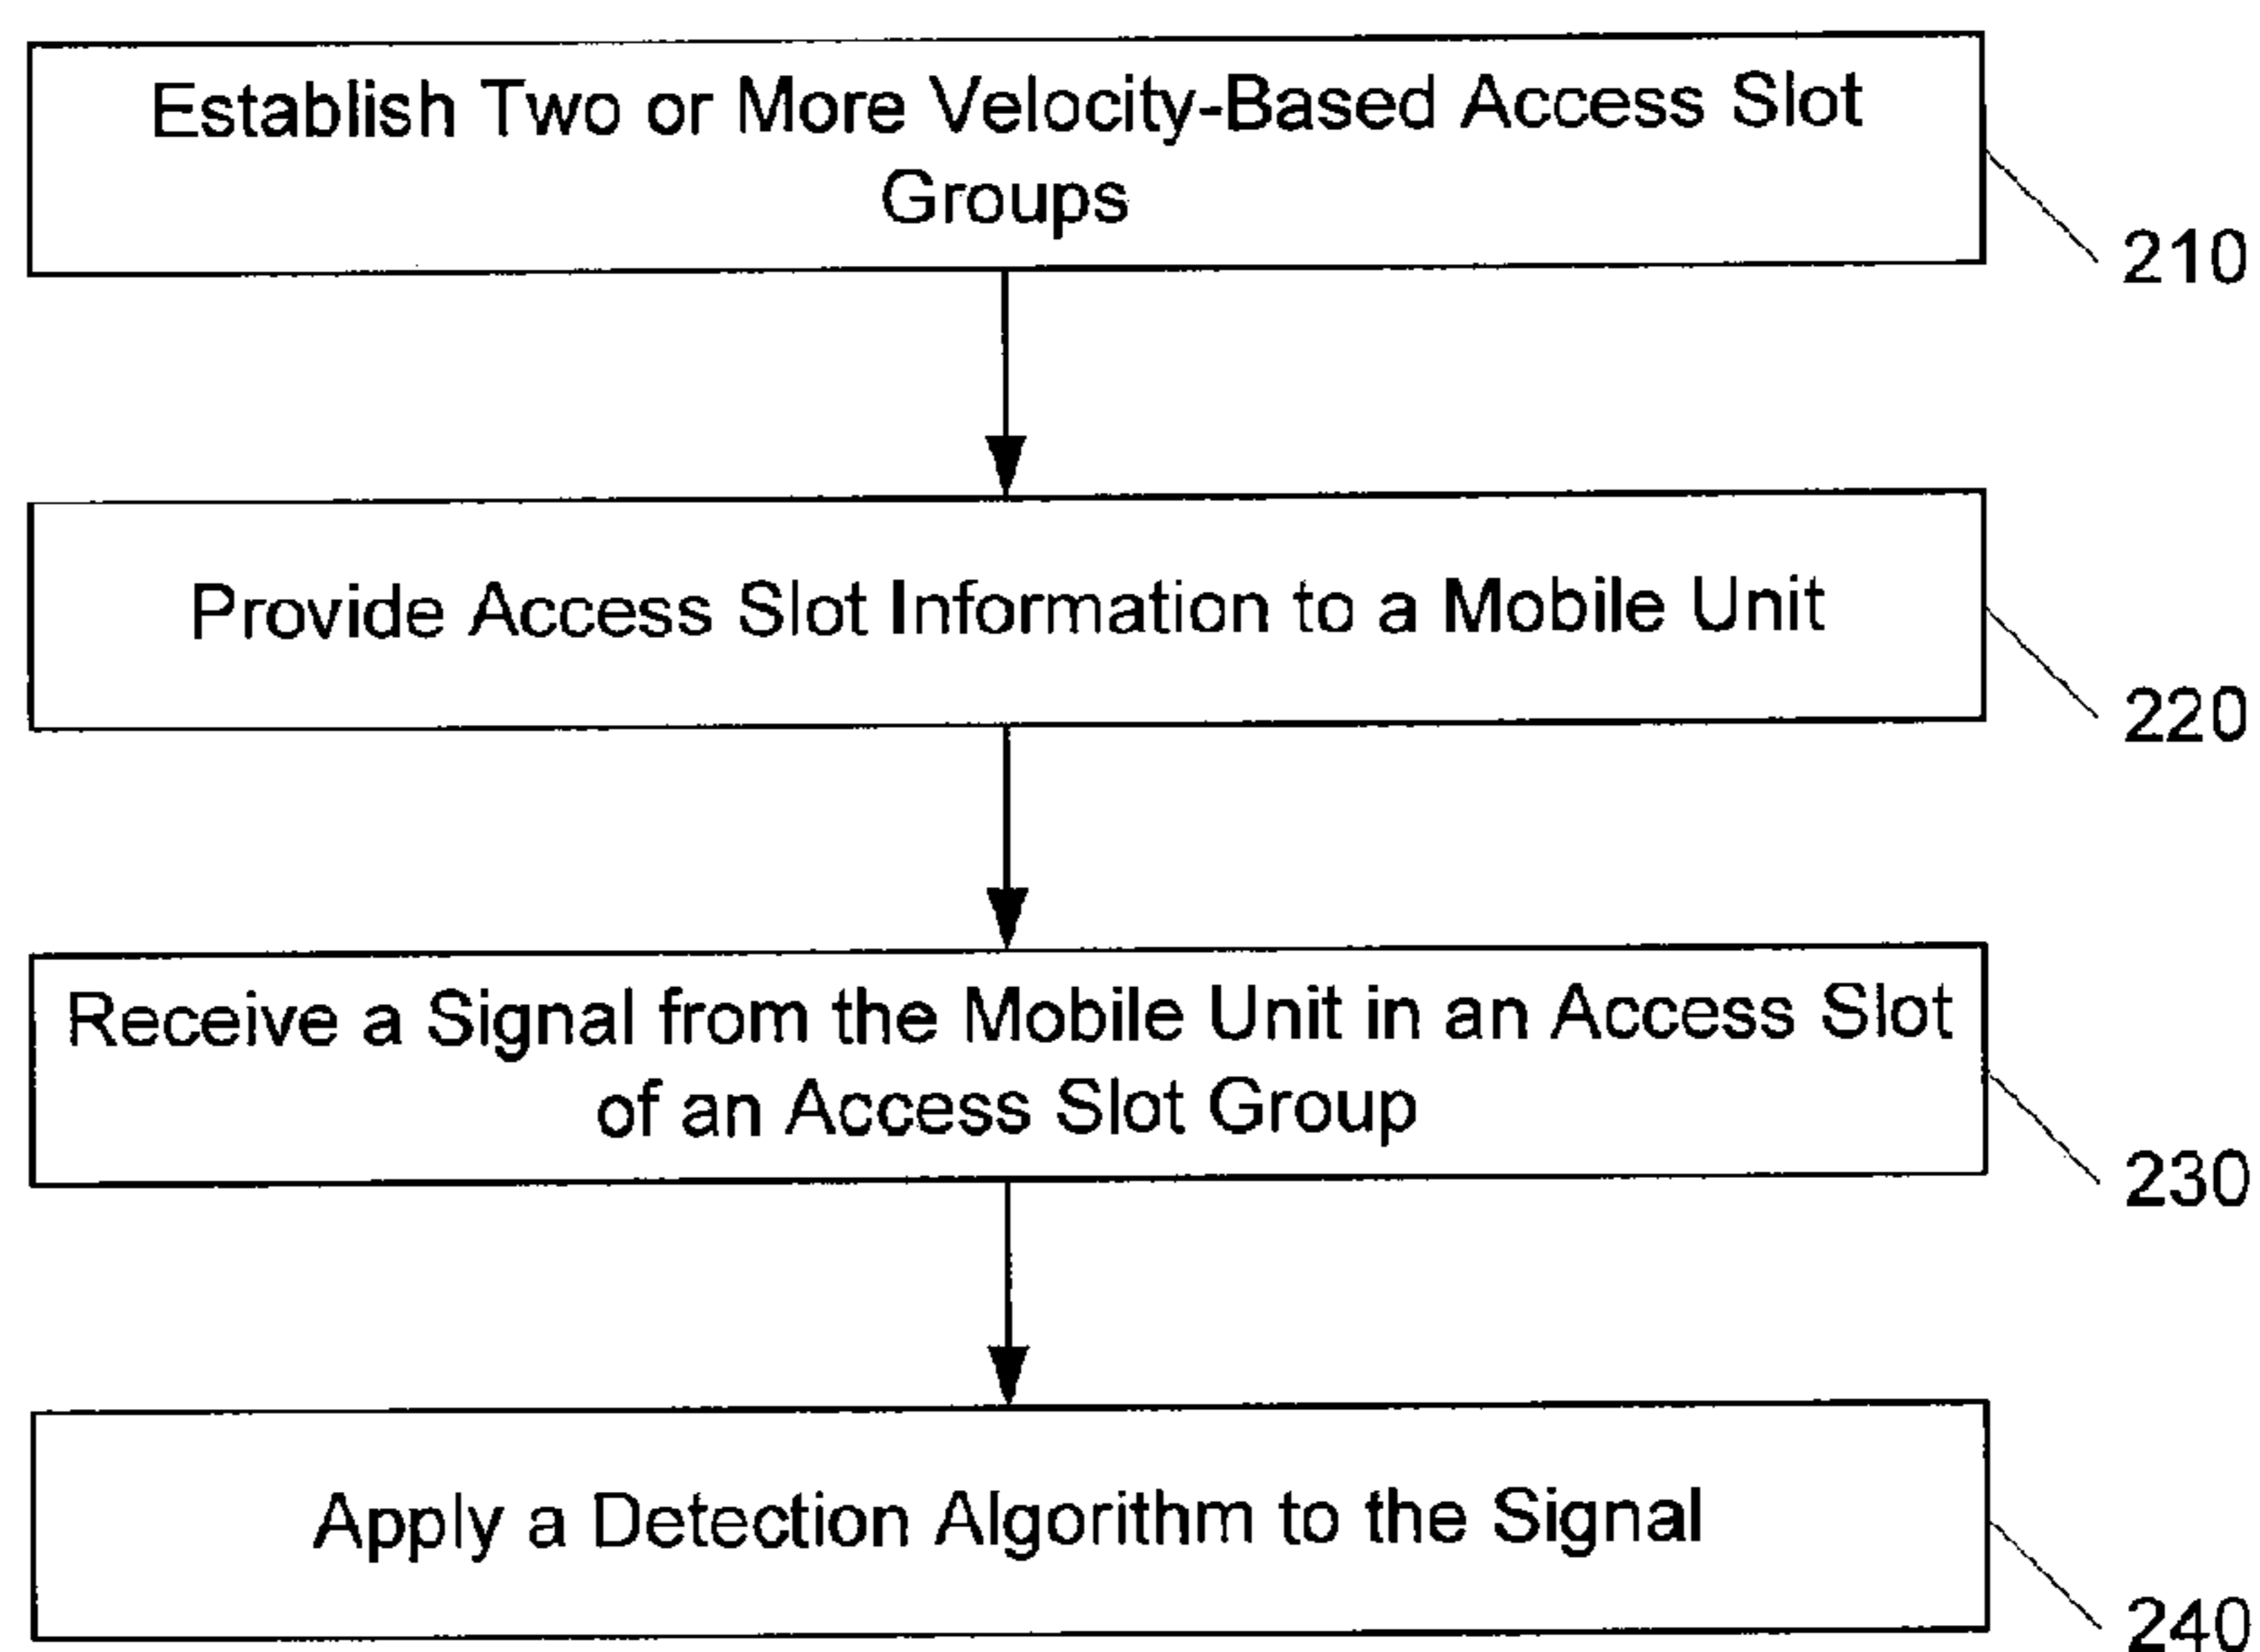 Establish Two or More Velocity-Based Access Slot
Groups
210
Provide Access Slot Information to a Mobile Unit
220
Receive a Signal from the Mobile Unit in an Access Slot
of an Access Slot Group
230
Apply a Detection Algorithm to the Signal
240